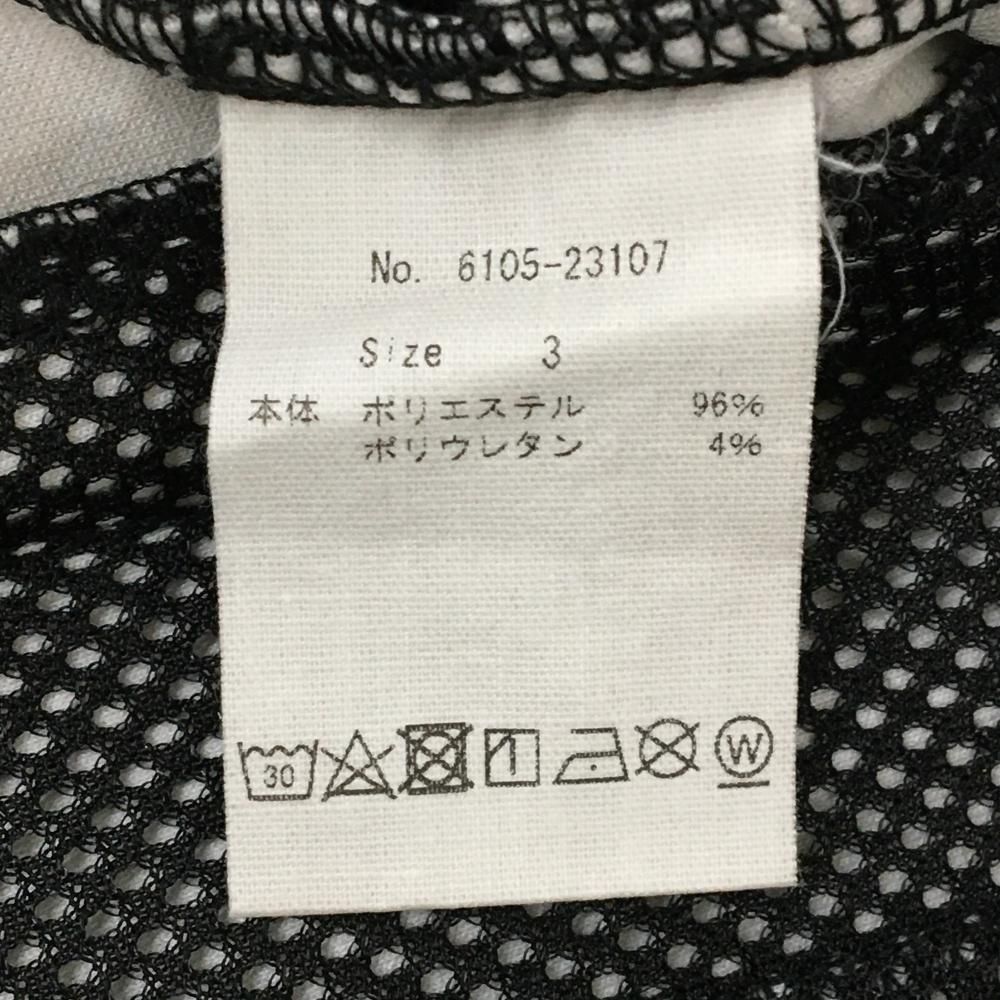 No. 6105-23107
Size 3
本体 ポリエステル 96%
ポリウレタン 4%
30 W